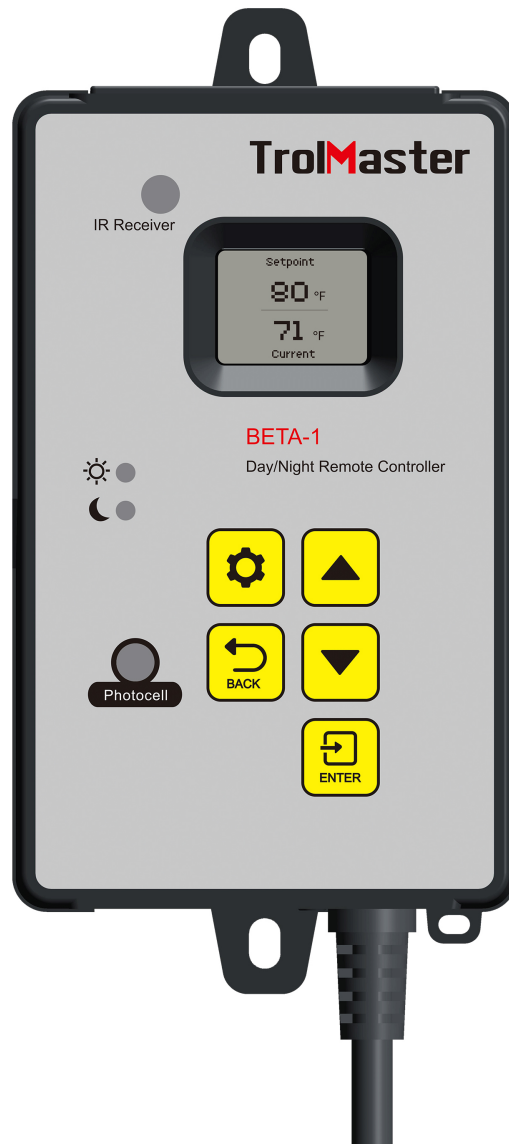 TrolMaster
IR Receiver
Setpoint
80 °F
71 °F
Current
BETA-1
Day/Night Remote Controller
BACK
Photocell
ENTER